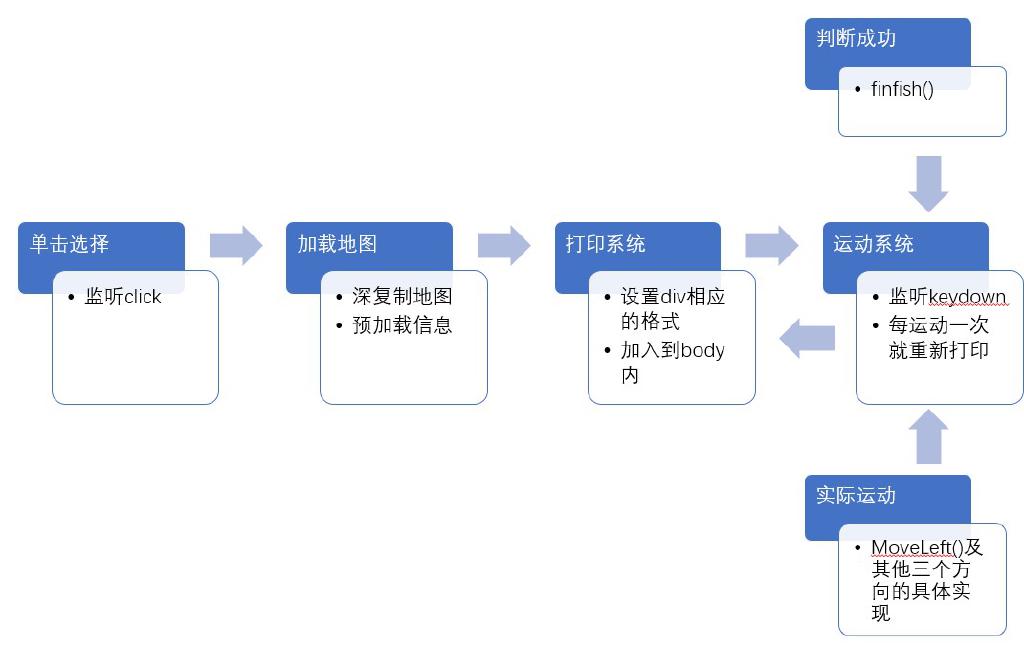 判断成功
• finfish()
单击选择
• 监听click
加载地图
• 深复制地图
• 预加载信息
打印系统
• 设置div相应
的格式
• 加入到body
内
运动系统
• 监听keydown
• 每运动一次
就重新打印
实际运动
• MoveLeft()及
其他三个方
向的具体实
现